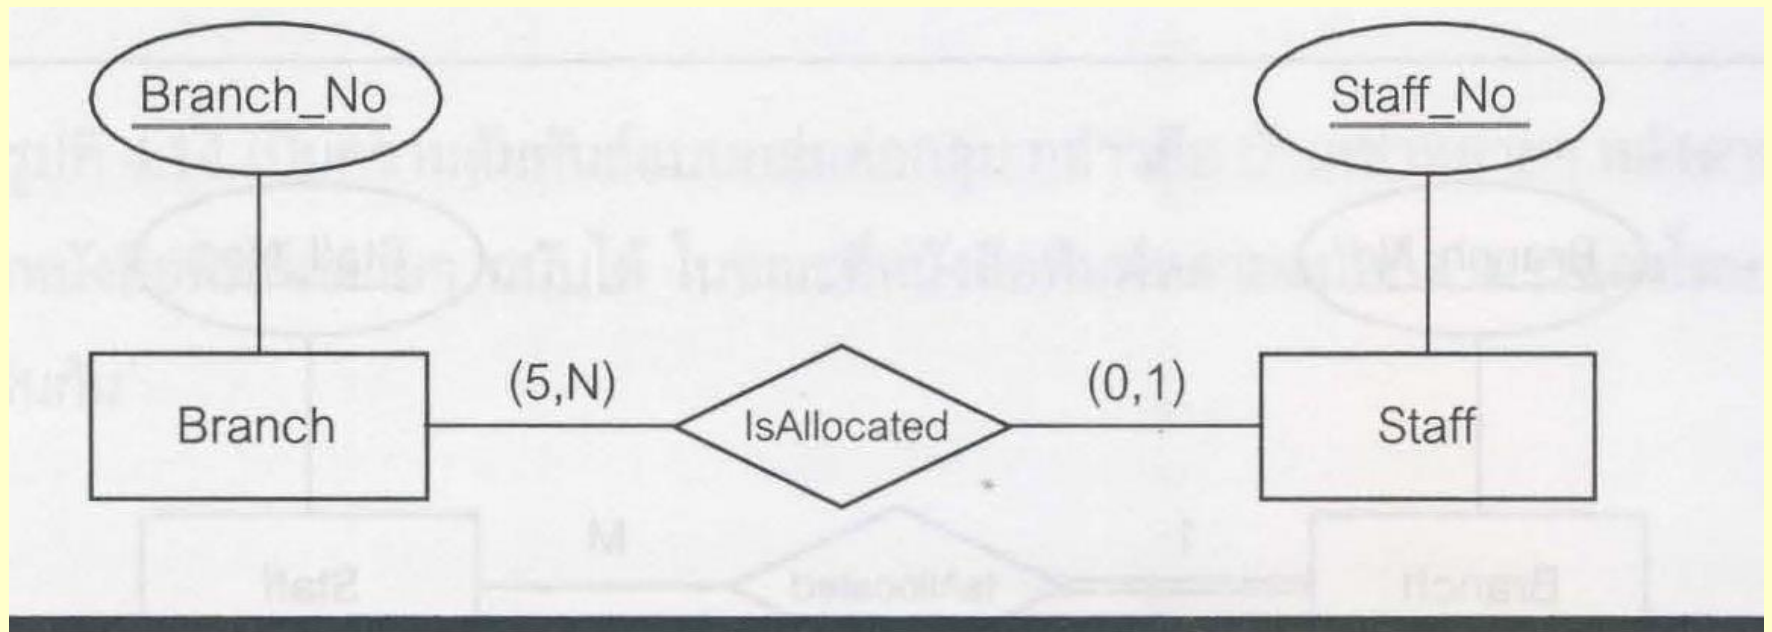 Branch_No
Staff_No
(5,N)
(0,1)
Branch
IsAllocated
Staff